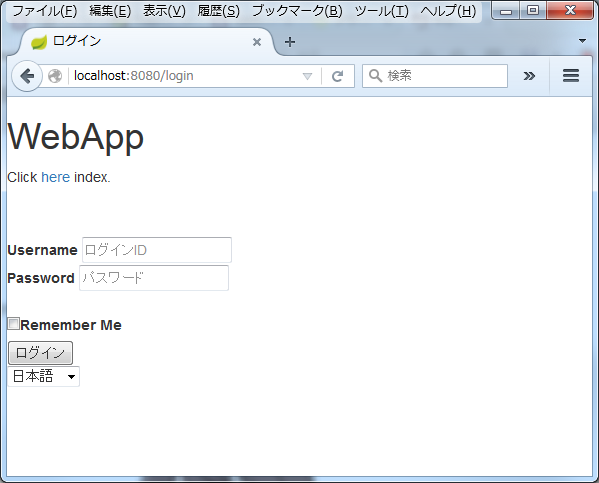 ファイル(F) 編集(E) 表示(V) 履歴(S) ブックマーク(B) ツール(T) ヘルプ(H)
ログイン
localhost:8080/login 検索
WebApp
Click here index.
Username ログインID
Password パスワード
Remember Me
ログイン
日本語